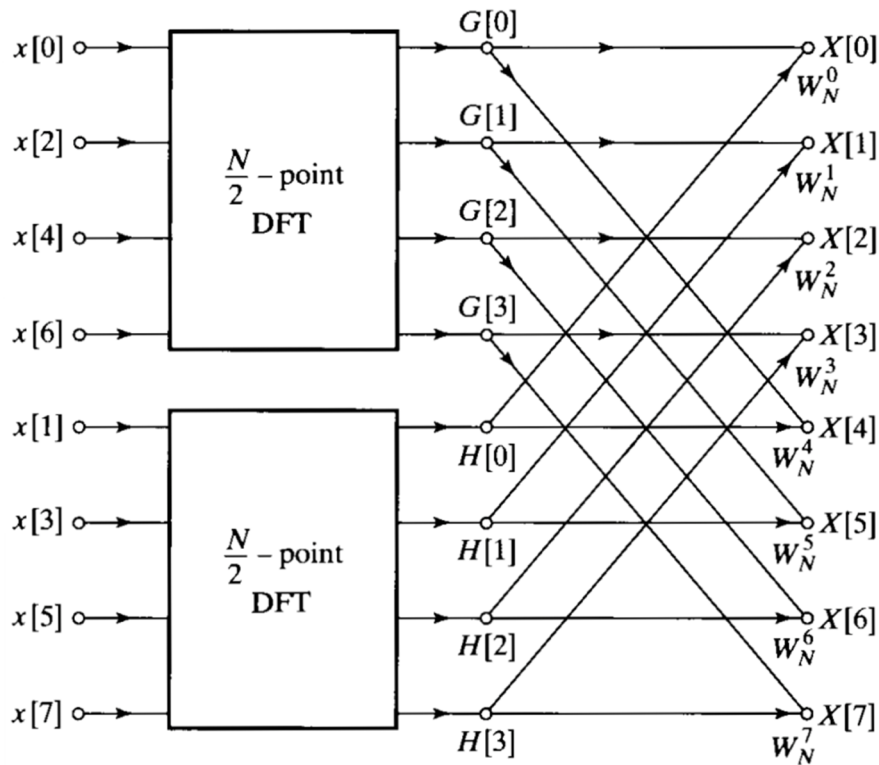 G[0]
x[0] X[0]
W_N^0
G[1]
x[2] X[1]
W_N^1
N/2 – point
DFT
G[2]
x[4] X[2]
W_N^2
G[3]
x[6] X[3]
W_N^3
x[1] X[4]
H[0] W_N^4
x[3] X[5]
H[1] W_N^5
N/2 – point
DFT
x[5] X[6]
H[2] W_N^6
x[7] X[7]
H[3] W_N^7